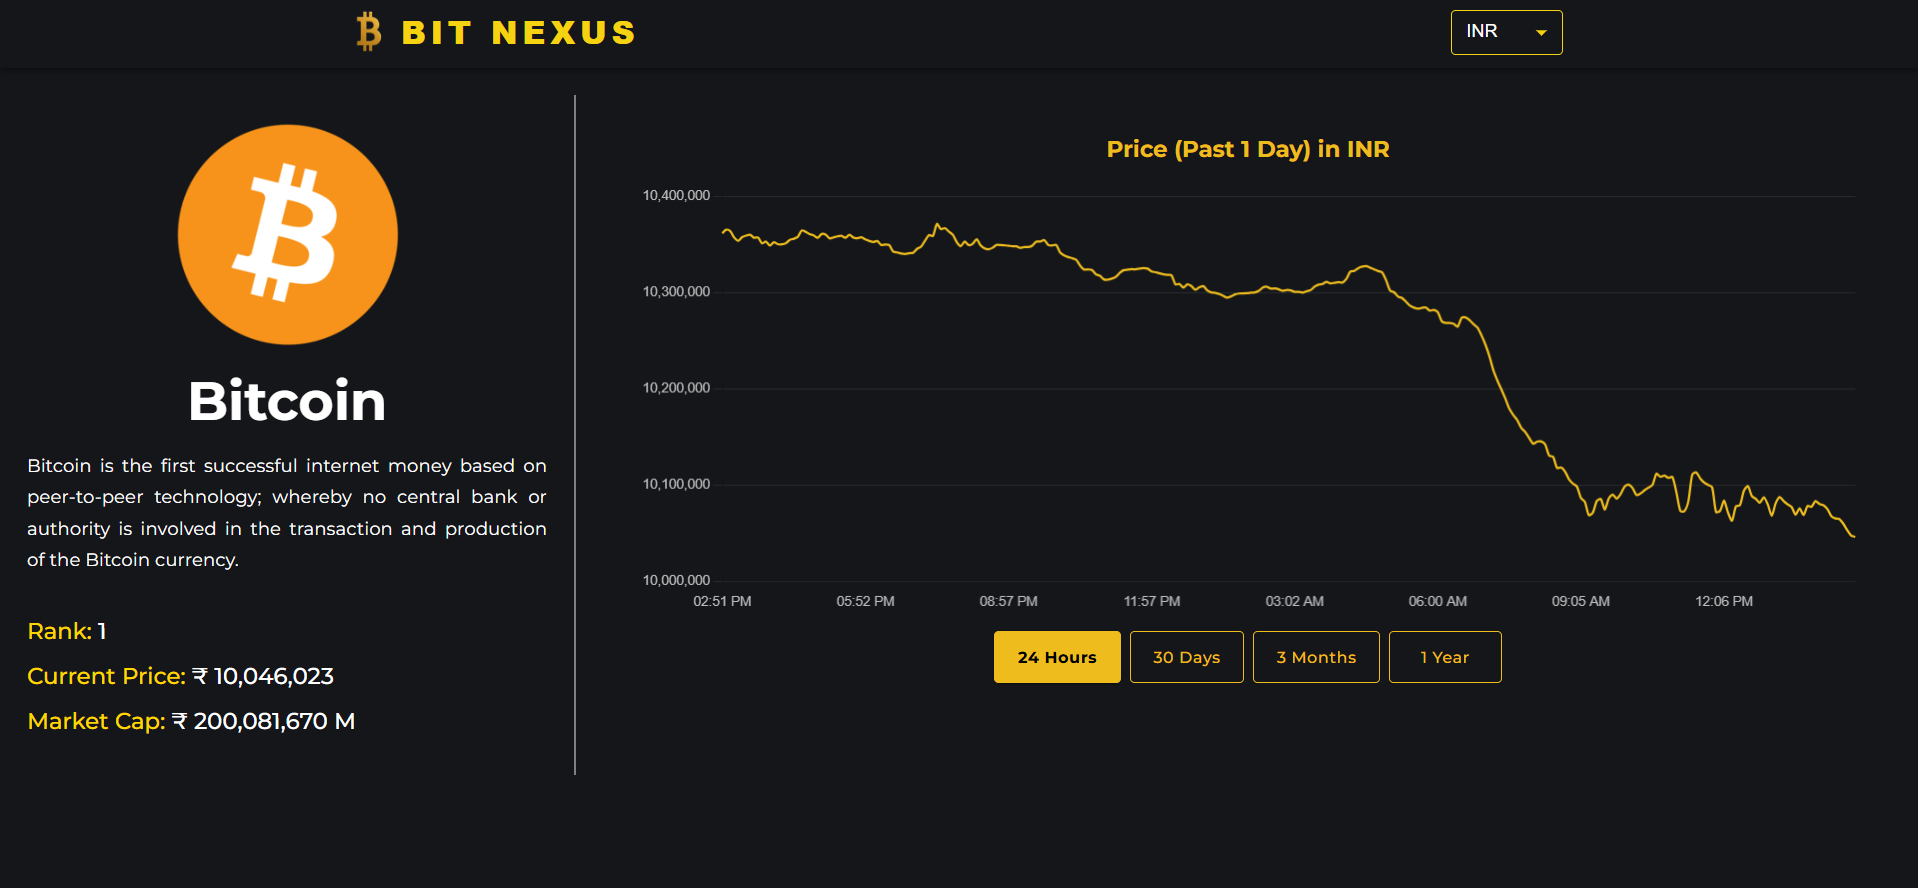 BIT NEXUS
INR
Bitcoin
Bitcoin is the first successful internet money based on
peer-to-peer technology; whereby no central bank or
authority is involved in the transaction and production
of the Bitcoin currency.
Rank: 1
Current Price: ₹ 10,046,023
Market Cap: ₹ 200,081,670 M
Price (Past 1 Day) in INR
10,400,000
10,300,000
10,200,000
10,100,000
10,000,000
02:51 PM 05:52 PM 08:57 PM 11:57 PM 03:02 AM 06:00 AM 09:05 AM 12:06 PM
24 Hours 30 Days 3 Months 1 Year